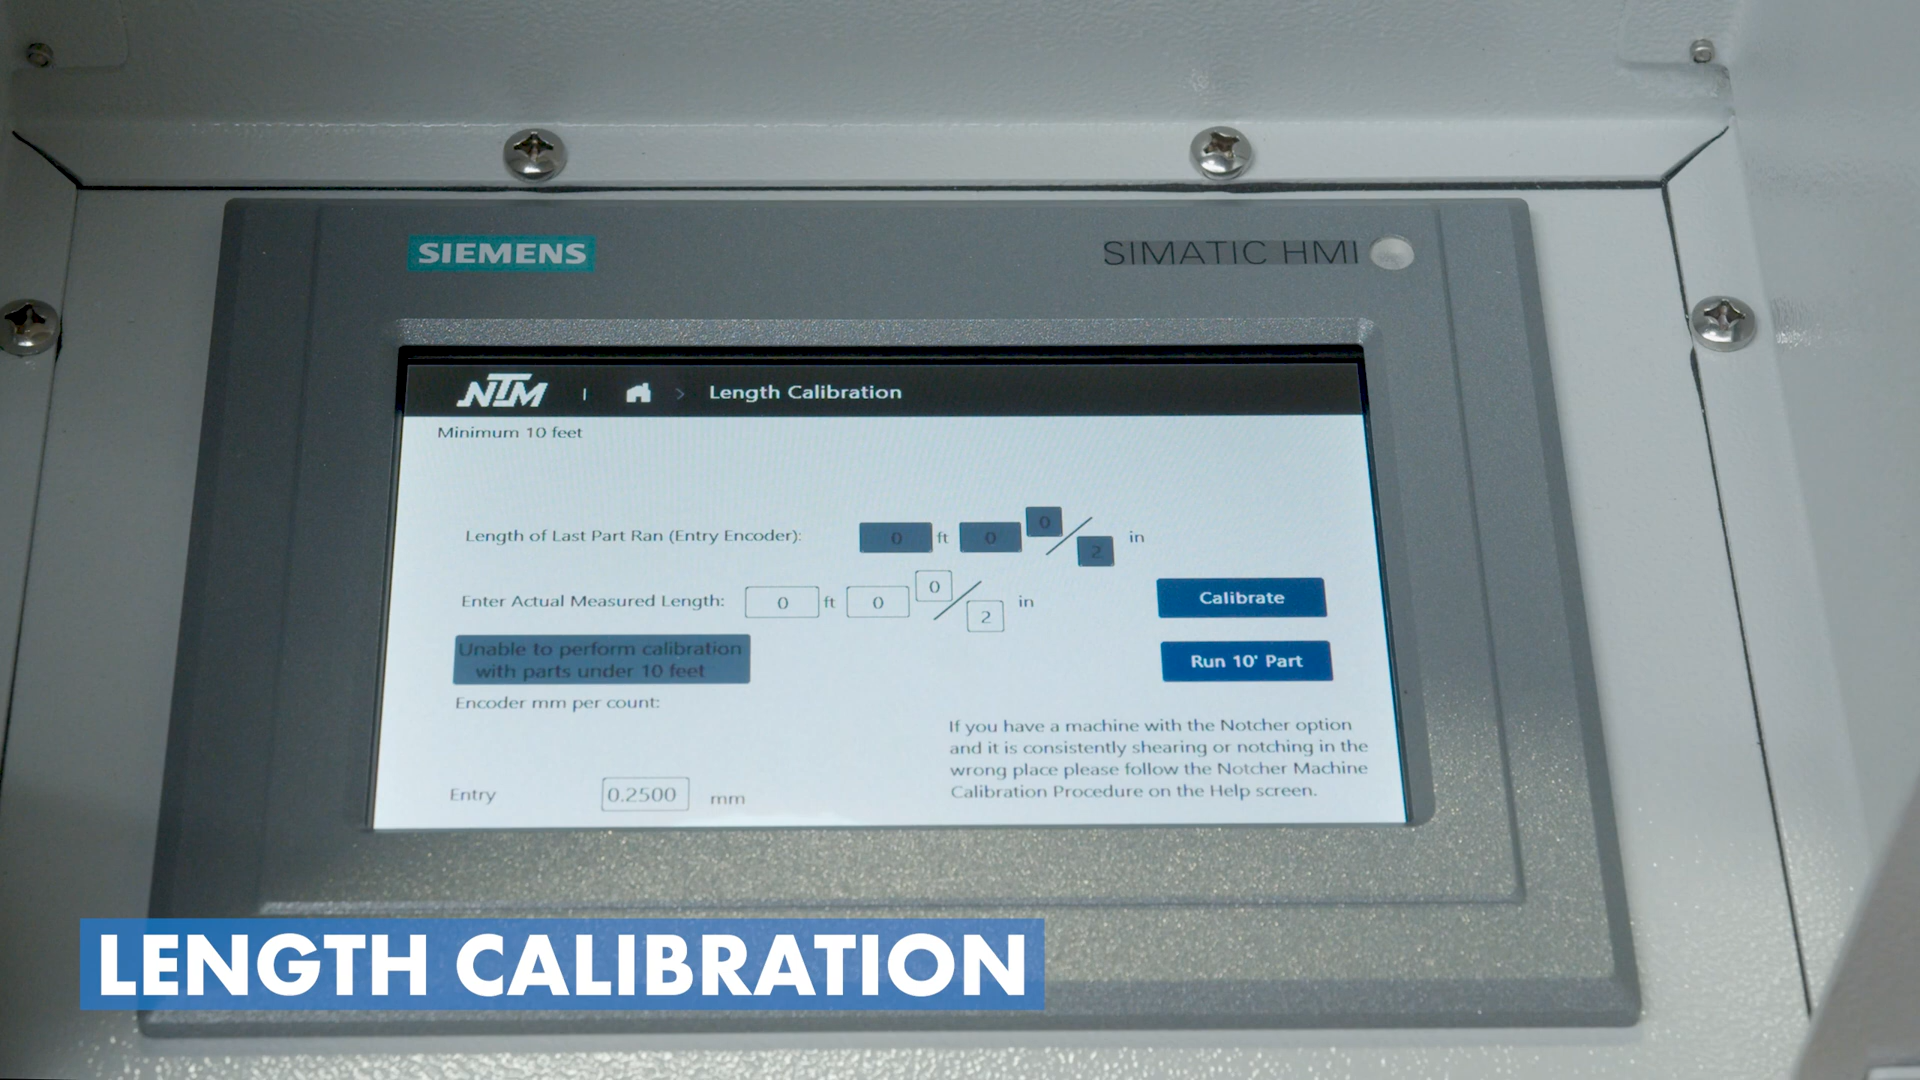 SIEMENS
SIMATIC HMI
NTM | > Length Calibration
Minimum 10 feet
Length of Last Part Ran (Entry Encoder): 0 ft 0 0/2 in
Enter Actual Measured Length: 0 ft 0 0/2 in
Calibrate
Unable to perform calibration
with parts under 10 feet
Run 10' Part
Encoder mm per count:
Entry 0.2500 mm
If you have a machine with the Notcher option
and it is consistently shearing or notching in the
wrong place please follow the Notcher Machine
Calibration Procedure on the Help screen.
LENGTH CALIBRATION